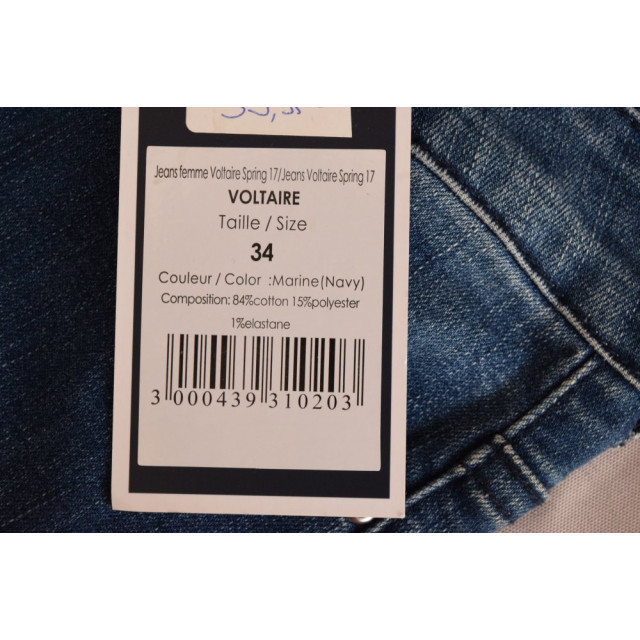 Jeans femme Voltaire Spring 17/Jeans Voltaire Spring 17
VOLTAIRE
Taille / Size
34
Couleur / Color :Marine(Navy)
Composition: 84%cotton 15%polyester
1%elastane
3 000439 310203